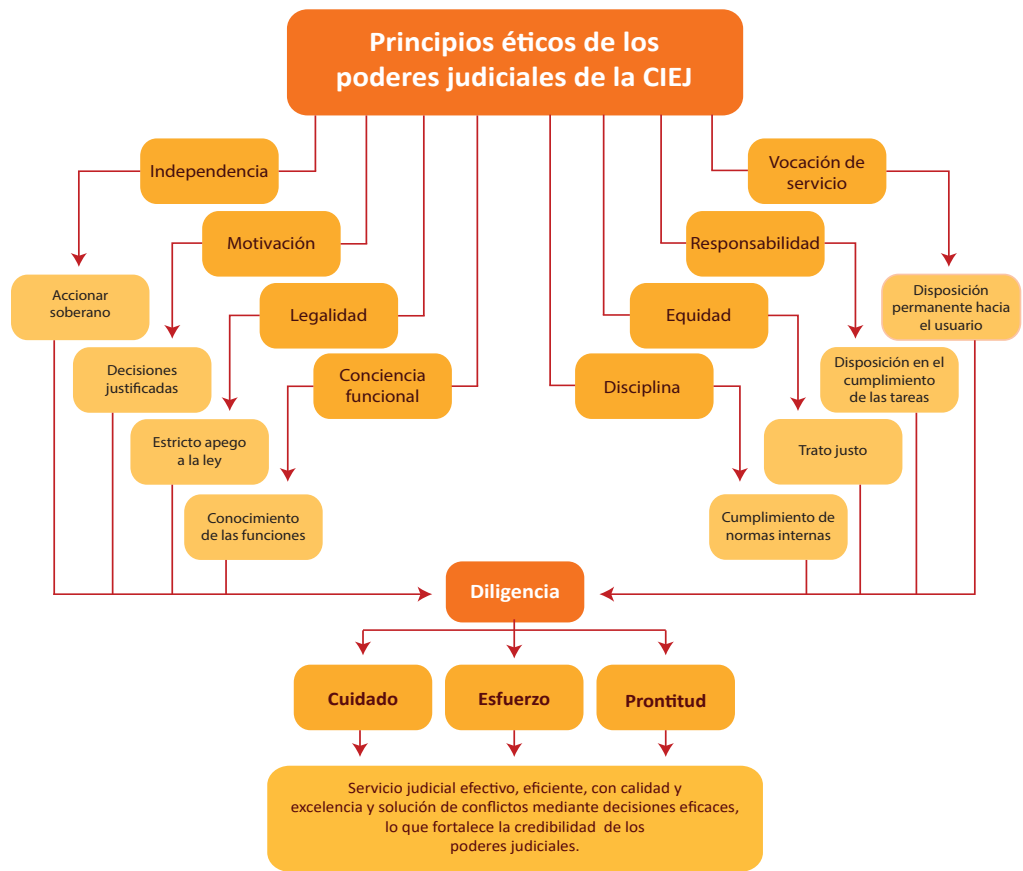 Principios éticos de los
poderes judiciales de la CIEJ
Independencia
Vocación de
servicio
Motivación
Responsabilidad
Accionar
soberano
Legalidad
Equidad
Disposición
permanente hacia
el usuario
Decisiones
justificadas
Conciencia
funcional
Disciplina
Disposición en el
cumplimiento
de las tareas
Estricto apego
a la ley
Trato justo
Conocimiento
de las funciones
Cumplimiento de
normas internas
Diligencia
Cuidado
Esfuerzo
Prontitud
Servicio judicial efectivo, eficiente, con calidad y
excelencia y solución de conflictos mediante decisiones eficaces,
lo que fortalece la credibilidad de los
poderes judiciales.